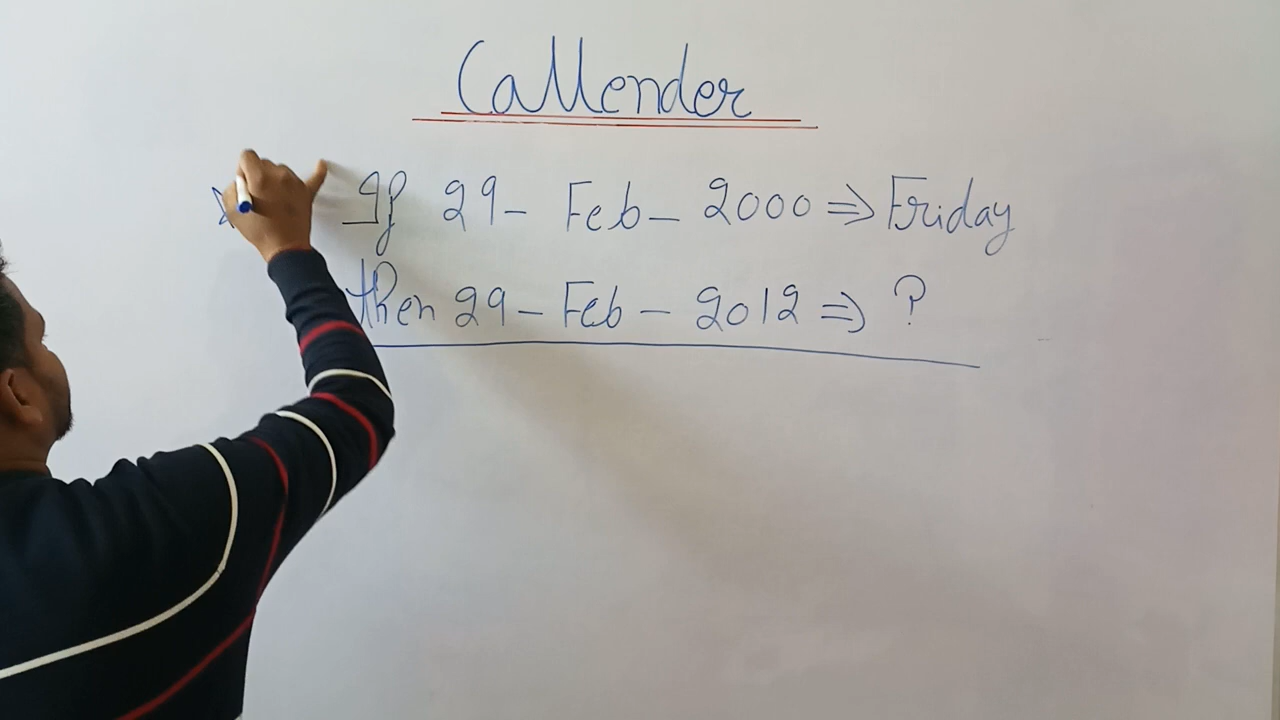 Callender
If 29- Feb- 2000 ⇒ Friday
then 29-Feb-2012 ⇒ ?